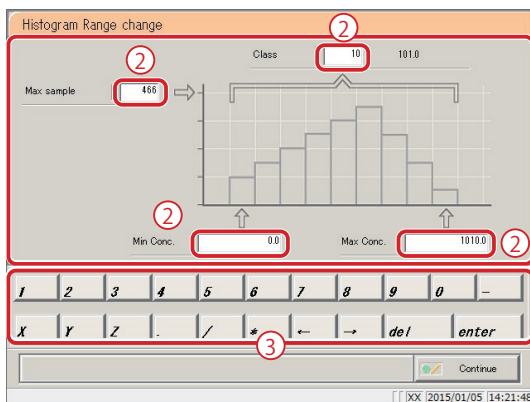 Histogram Range change
②
Class 10 101.0
②
Max sample 466
②
②
Min Conc. 0.0 Max Conc. 1010.0
1 2 3 4 5 6 7 8 9 0 -
X Y Z . / * ← → del enter
③
Continue
XX 2015/01/05 14:21:48